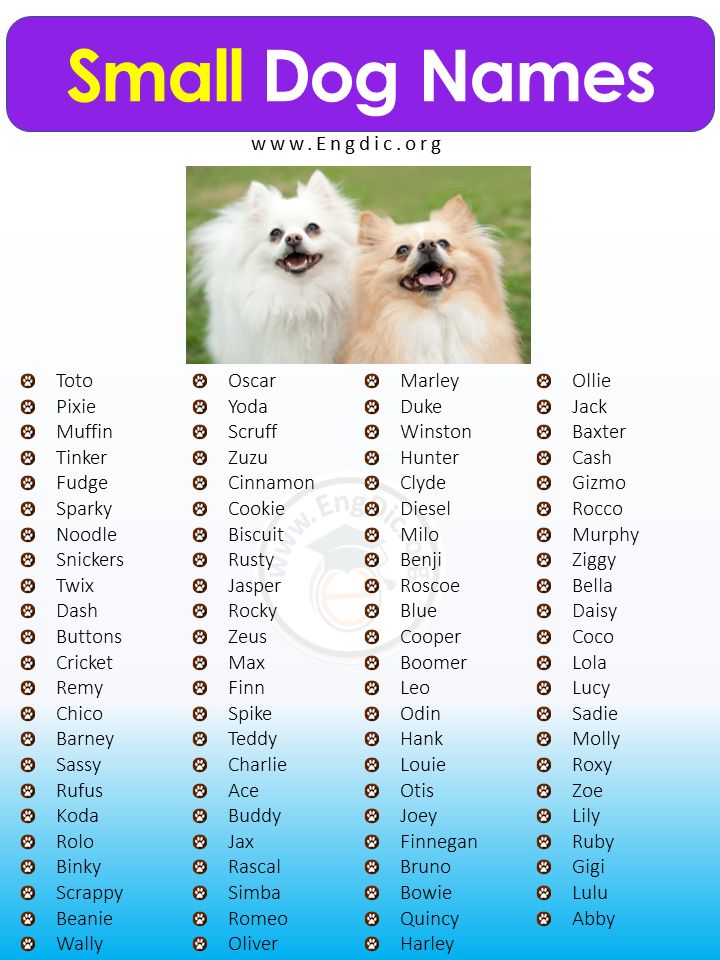 Small Dog Names
www.Engdic.org
Toto
Pixie
Muffin
Tinker
Fudge
Sparky
Noodle
Snickers
Twix
Dash
Buttons
Cricket
Remy
Chico
Barney
Sassy
Rufus
Koda
Rolo
Binky
Scrappy
Beanie
Wally
Oscar
Yoda
Scruff
Zuzu
Cinnamon
Cookie
Biscuit
Rusty
Jasper
Rocky
Zeus
Max
Finn
Spike
Teddy
Charlie
Ace
Buddy
Jax
Rascal
Simba
Romeo
Oliver
Marley
Duke
Winston
Hunter
Clyde
Diesel
Milo
Benji
Roscoe
Blue
Cooper
Boomer
Leo
Odin
Hank
Louie
Otis
Joey
Finnegan
Bruno
Bowie
Quincy
Harley
Ollie
Jack
Baxter
Cash
Gizmo
Rocco
Murphy
Ziggy
Bella
Daisy
Coco
Lola
Lucy
Sadie
Molly
Roxy
Zoe
Lily
Ruby
Gigi
Lulu
Abby
www.EngDic.org